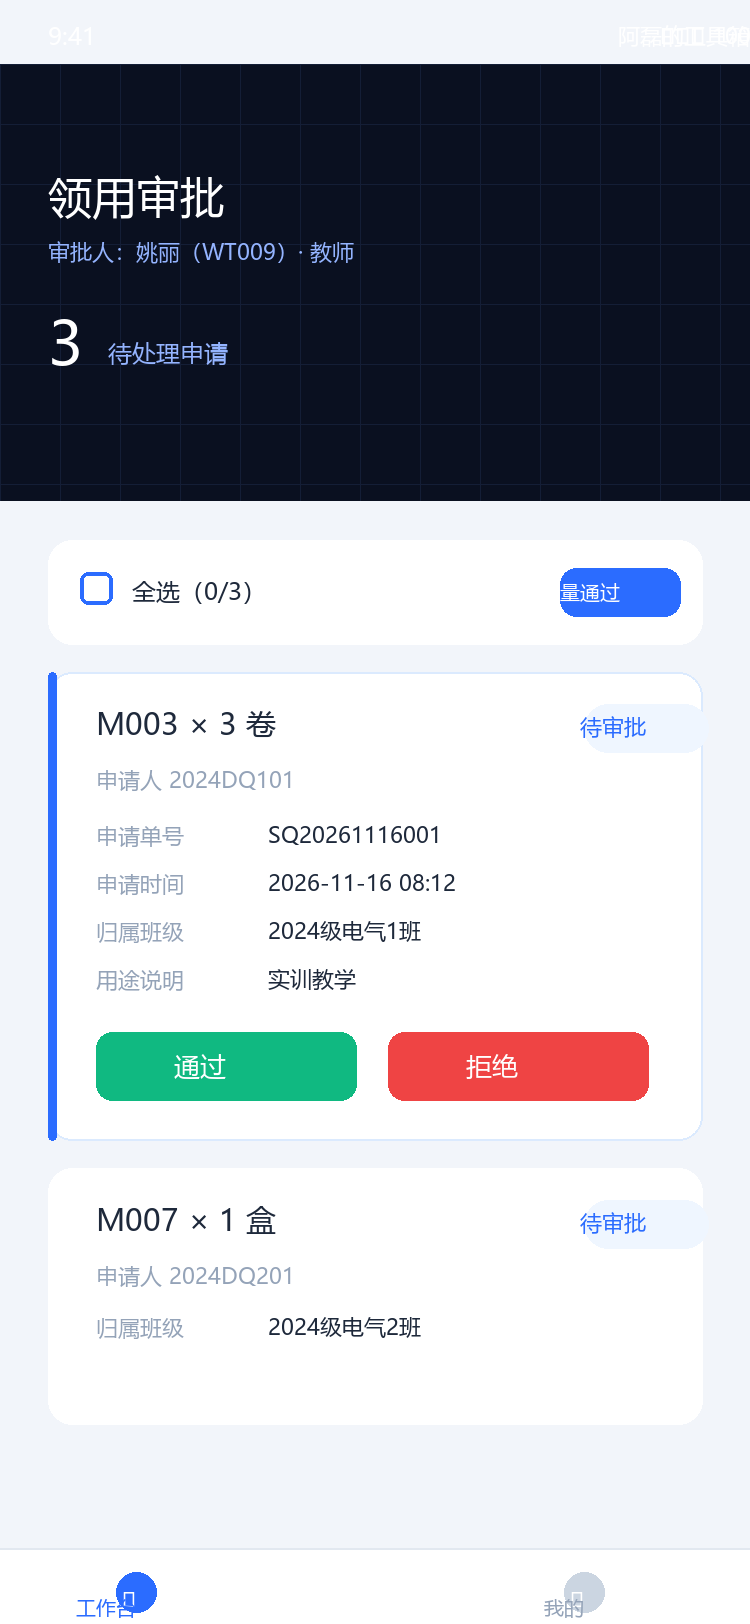 9:41
领用审批
审批人：姚丽（WT009）· 教师
3 待处理申请
全选（0/3）
量通过
M003 × 3 卷
待审批
申请人 2024DQ101
申请单号 SQ20261116001
申请时间 2026-11-16 08:12
归属班级 2024级电气1班
用途说明 实训教学
通过 拒绝
M007 × 1 盒
待审批
申请人 2024DQ201
归属班级 2024级电气2班
工作台 我的